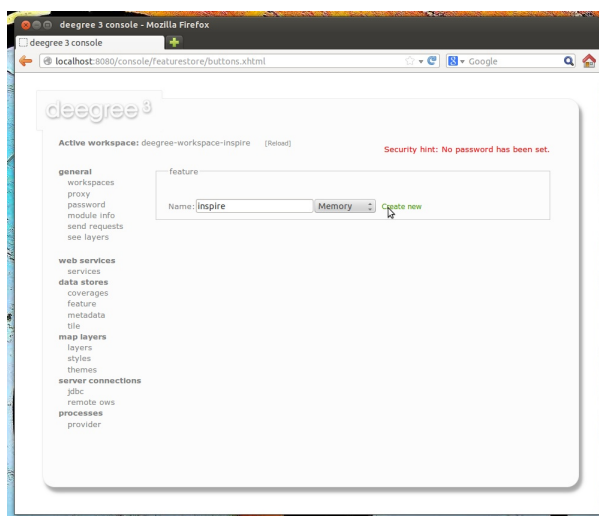 deegree 3 console - Mozilla Firefox
deegree 3 console
localhost:8080/console/featurestore/buttons.xhtml
Google
deegree 3
Active workspace: deegree-workspace-inspire [Reload]
Security hint: No password has been set.
general
workspaces
proxy
password
module info
send requests
see layers
web services
services
data stores
coverages
feature
metadata
tile
map layers
layers
styles
themes
server connections
jdbc
remote ows
processes
provider
feature
Name: inspire Memory Create new